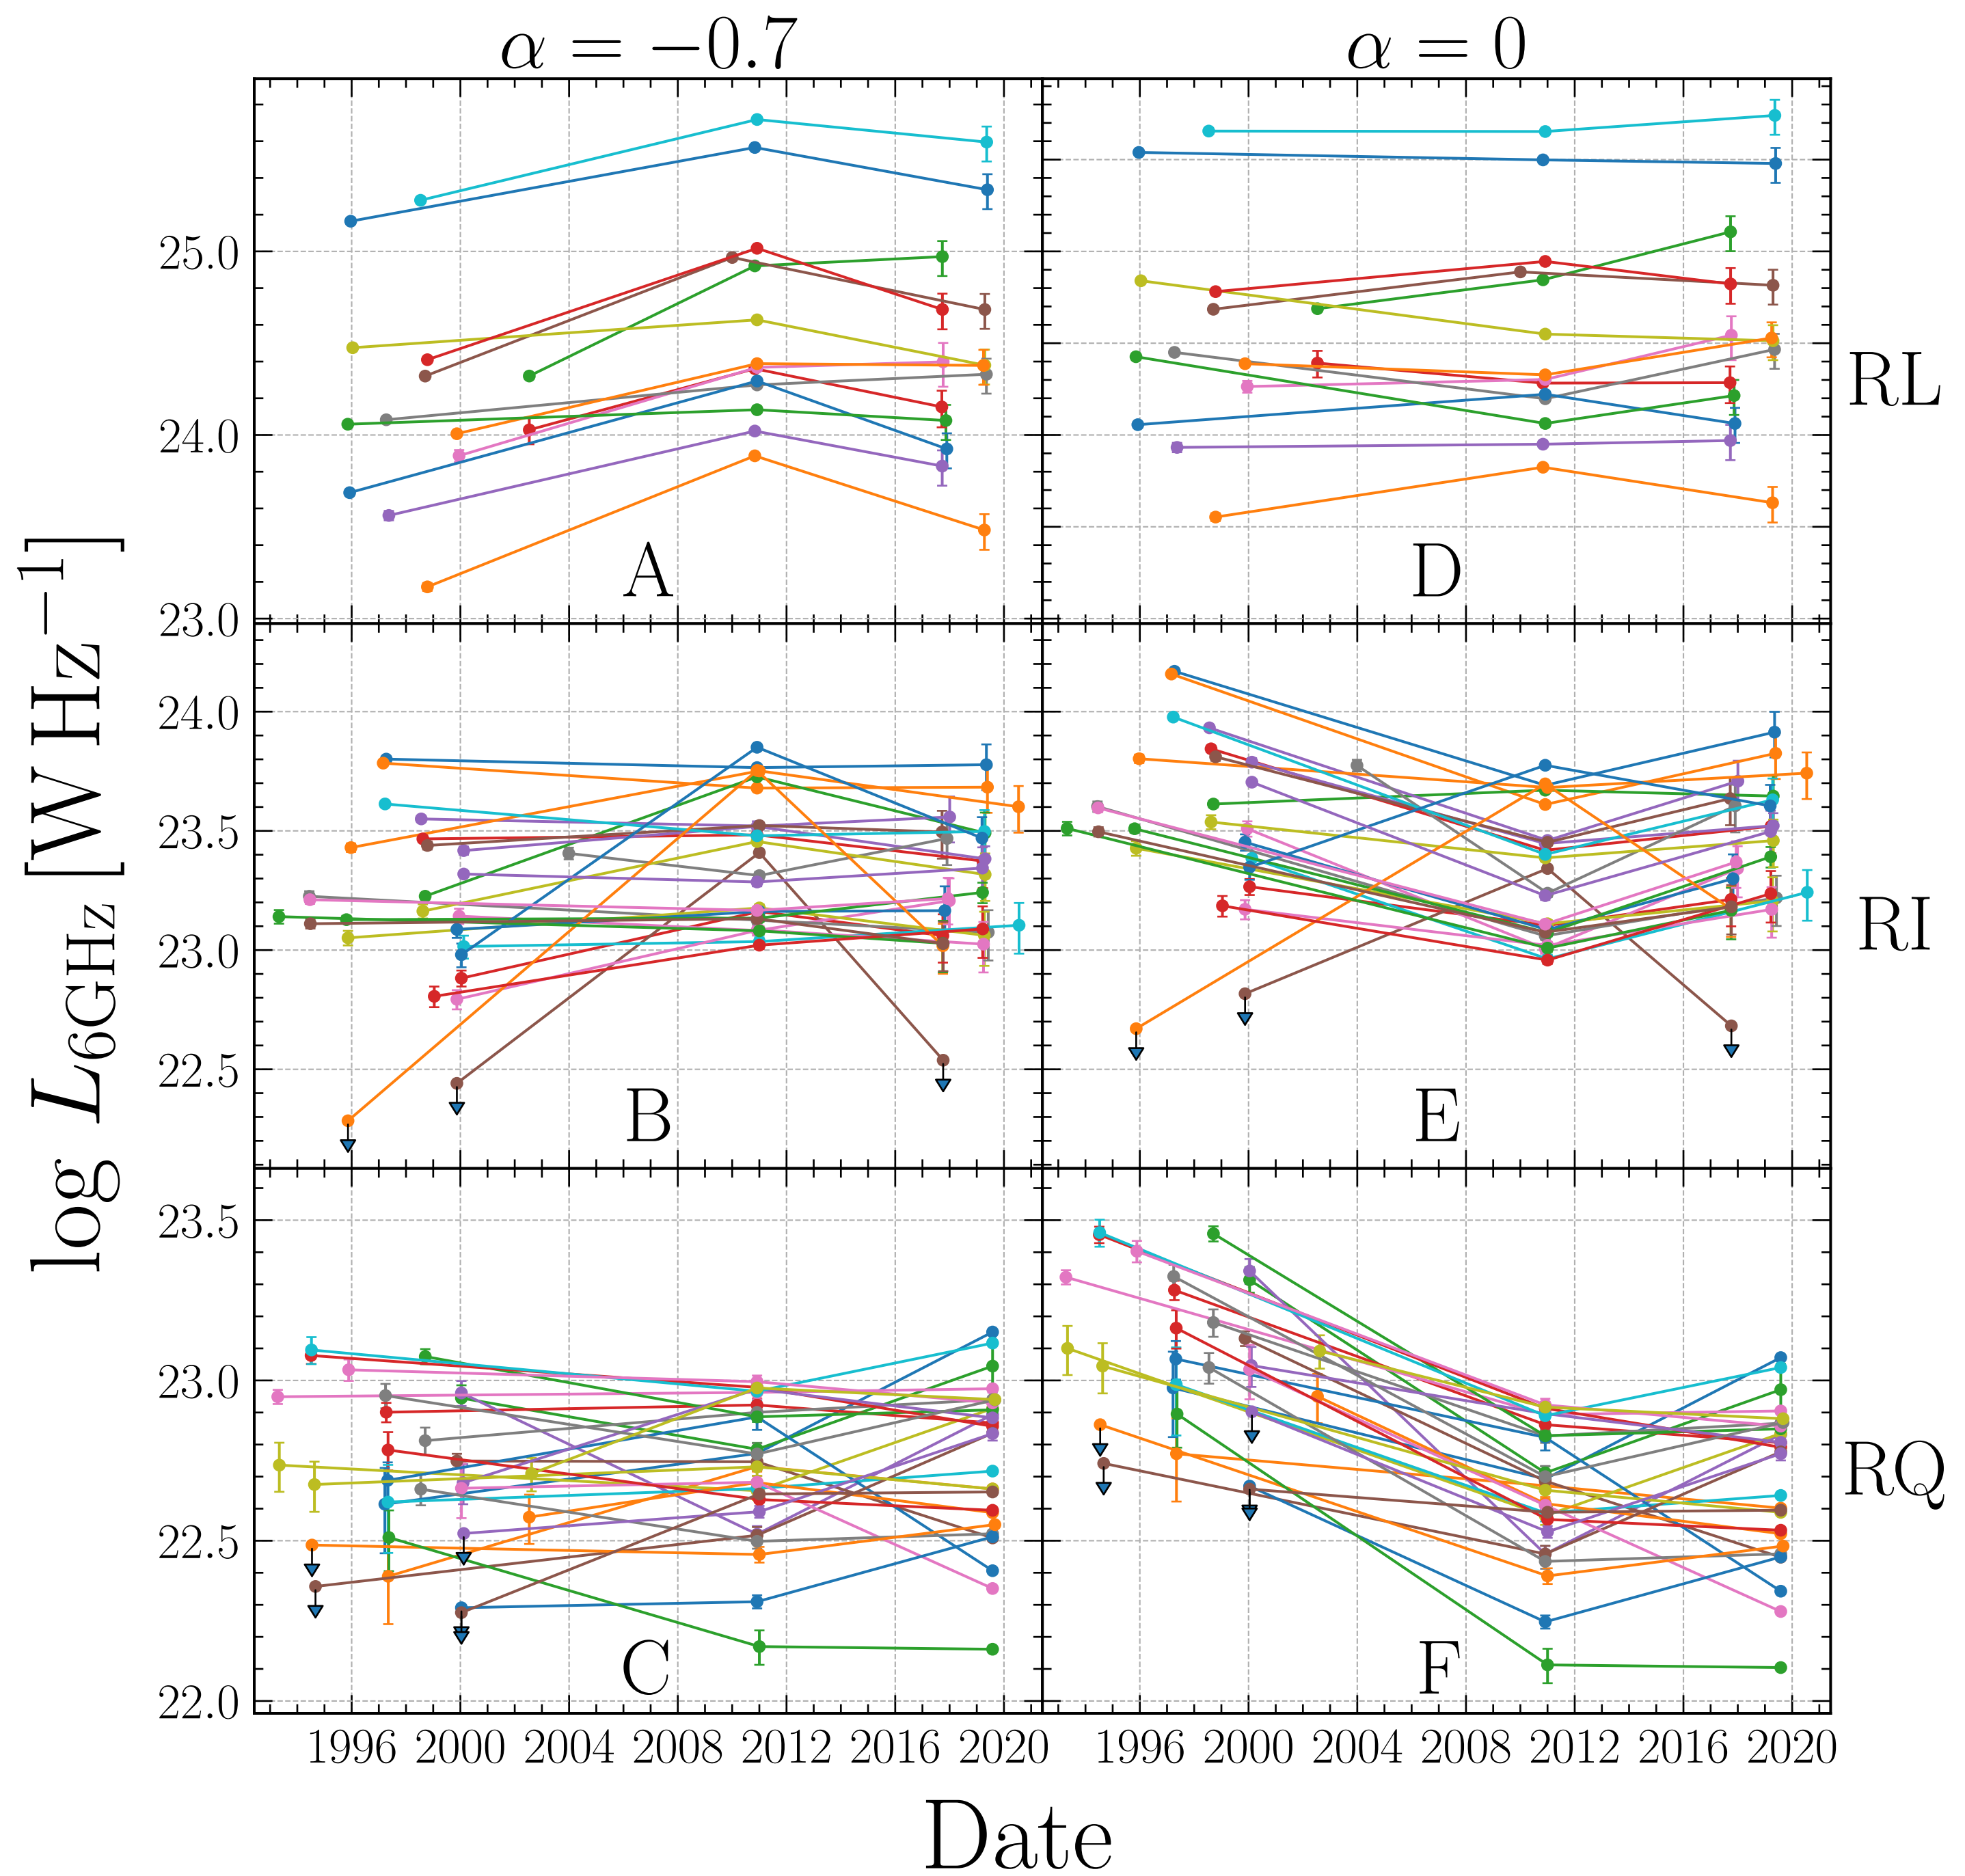 α = −0.7
α = 0
log L6GHz [W Hz−1]
25.0
24.0
23.0
A
D
RL
24.0
23.5
23.0
22.5
B
E
RI
23.5
23.0
22.5
22.0
C
F
RQ
1996 2000 2004 2008 2012 2016 2020
1996 2000 2004 2008 2012 2016 2020
Date